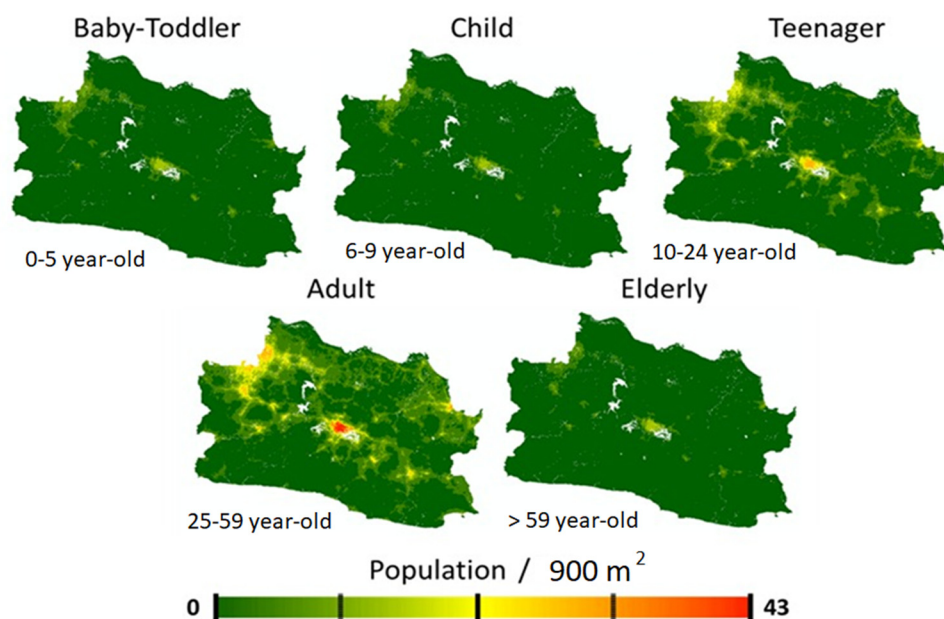 Baby-Toddler
Child
Teenager
0-5 year-old
6-9 year-old
10-24 year-old
Adult
Elderly
25-59 year-old
> 59 year-old
Population / 900 m²
0
43